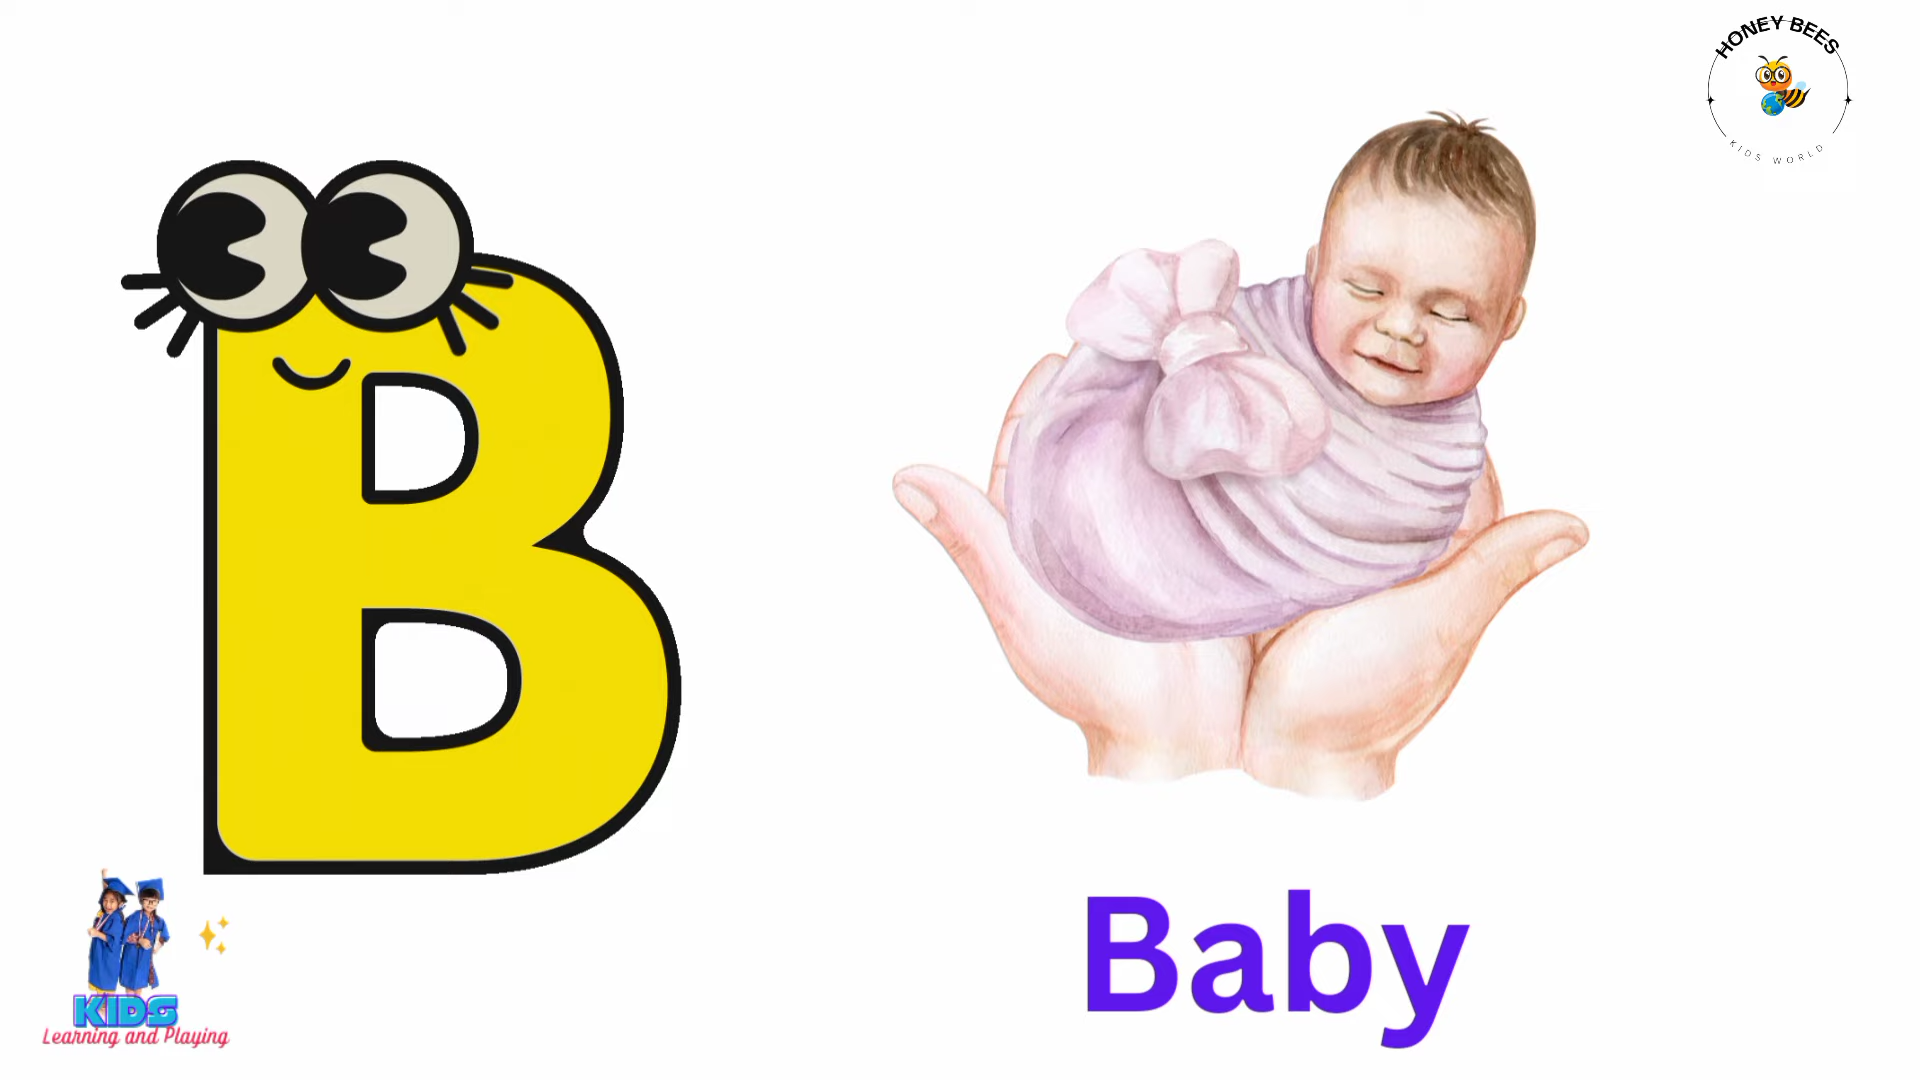 HONEY BEES
KIDS WORLD
B
Baby
KIDS
Learning and Playing